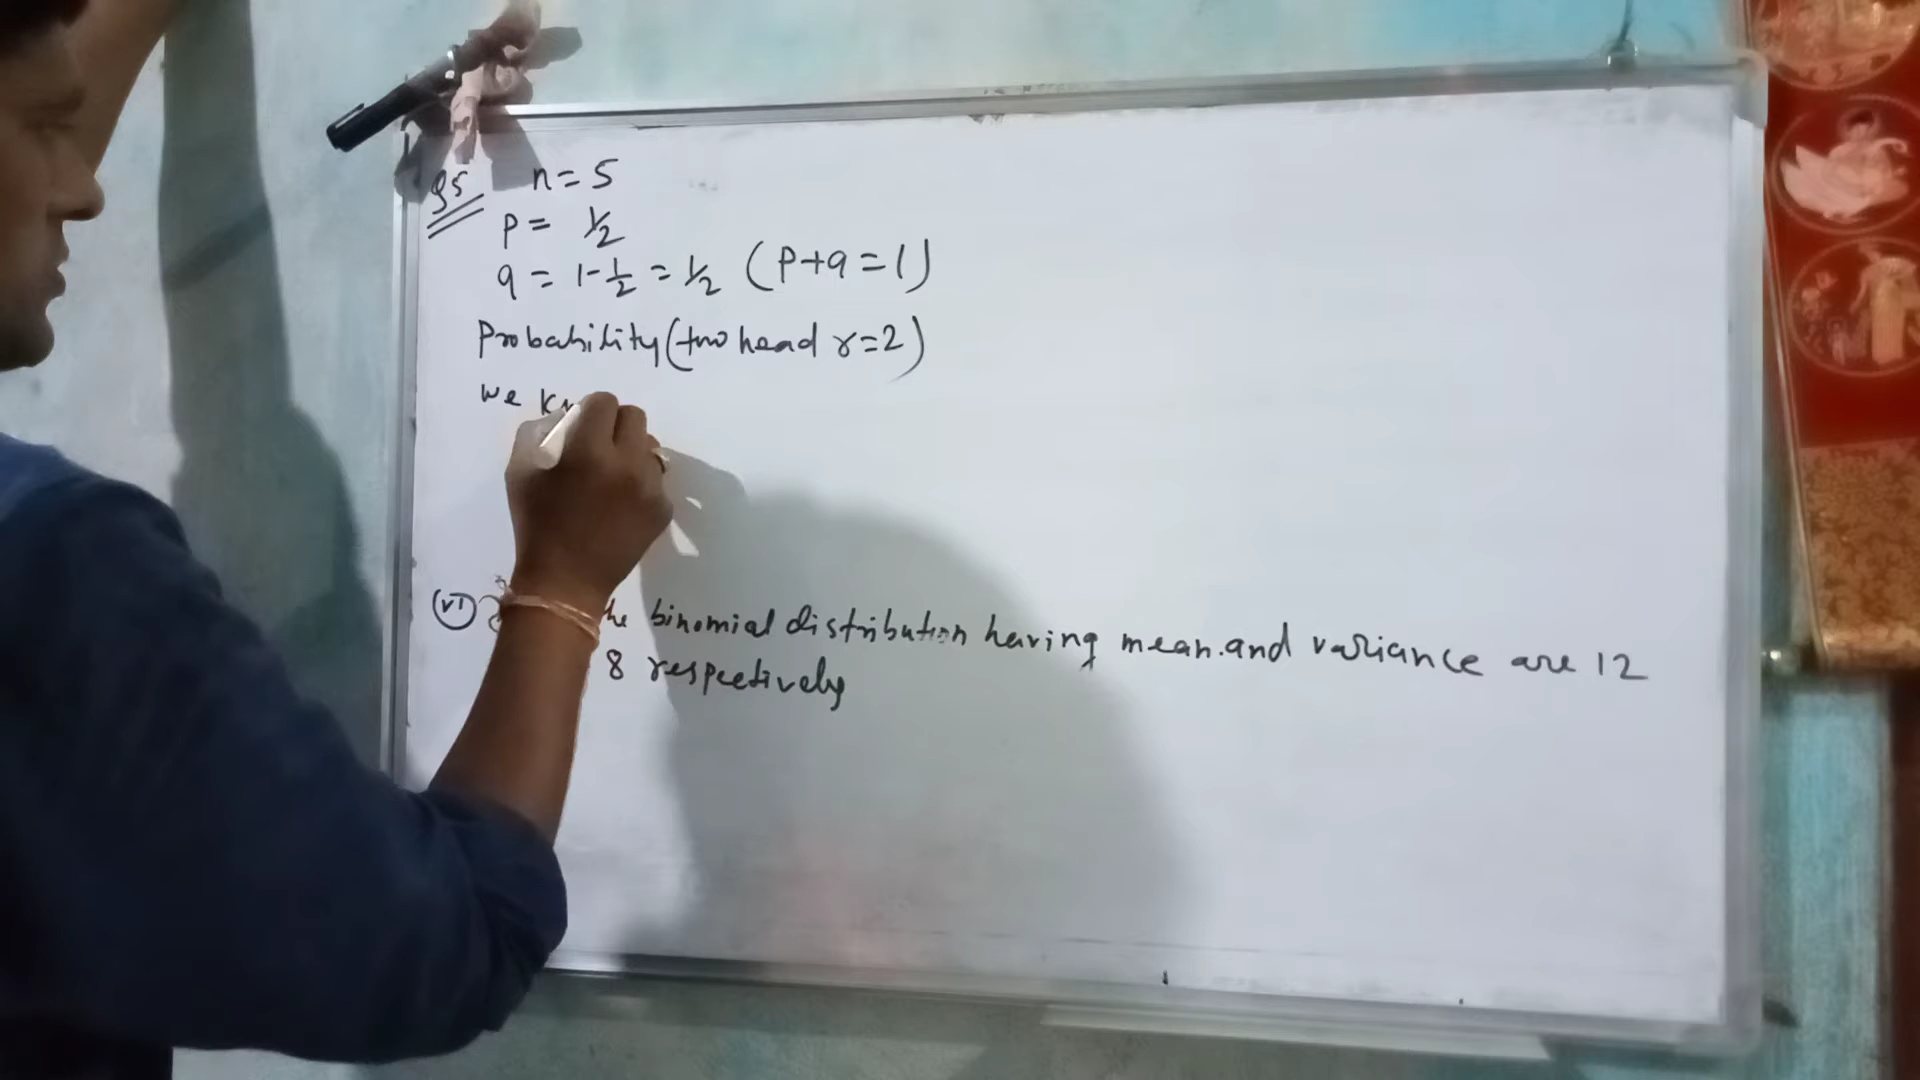 Q5 n = 5
P = 1/2
q = 1 - 1/2 = 1/2 (P+q = 1)
Probability (two head r=2)
we
(vi) the binomial distribution having mean and variance are 12
8 respectively